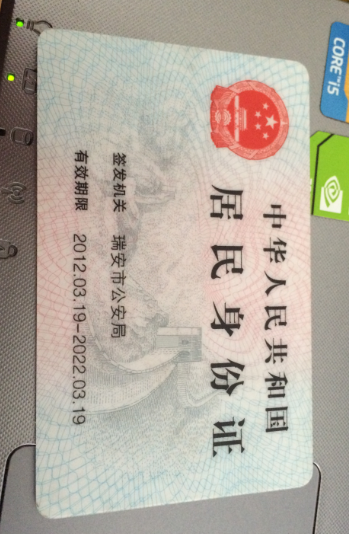 中华人民共和国
居民身份证
签发机关 瑞安市公安局
有效期限 2012.03.19-2022.03.19
CORE™ i5